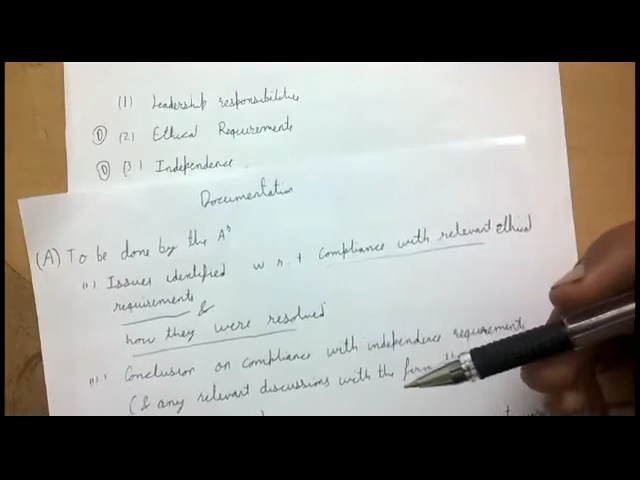 (1) Leadership responsibilities
D (2) Ethical Requirements
D (3) Independence
Documentation
(A) To be done by the Ar
(i) Issues identified w.r.t compliance with relevant Ethical
requirements &
how they were resolved
(ii) Conclusion on compliance with independence requirements
(& any relevant discussions with the firm